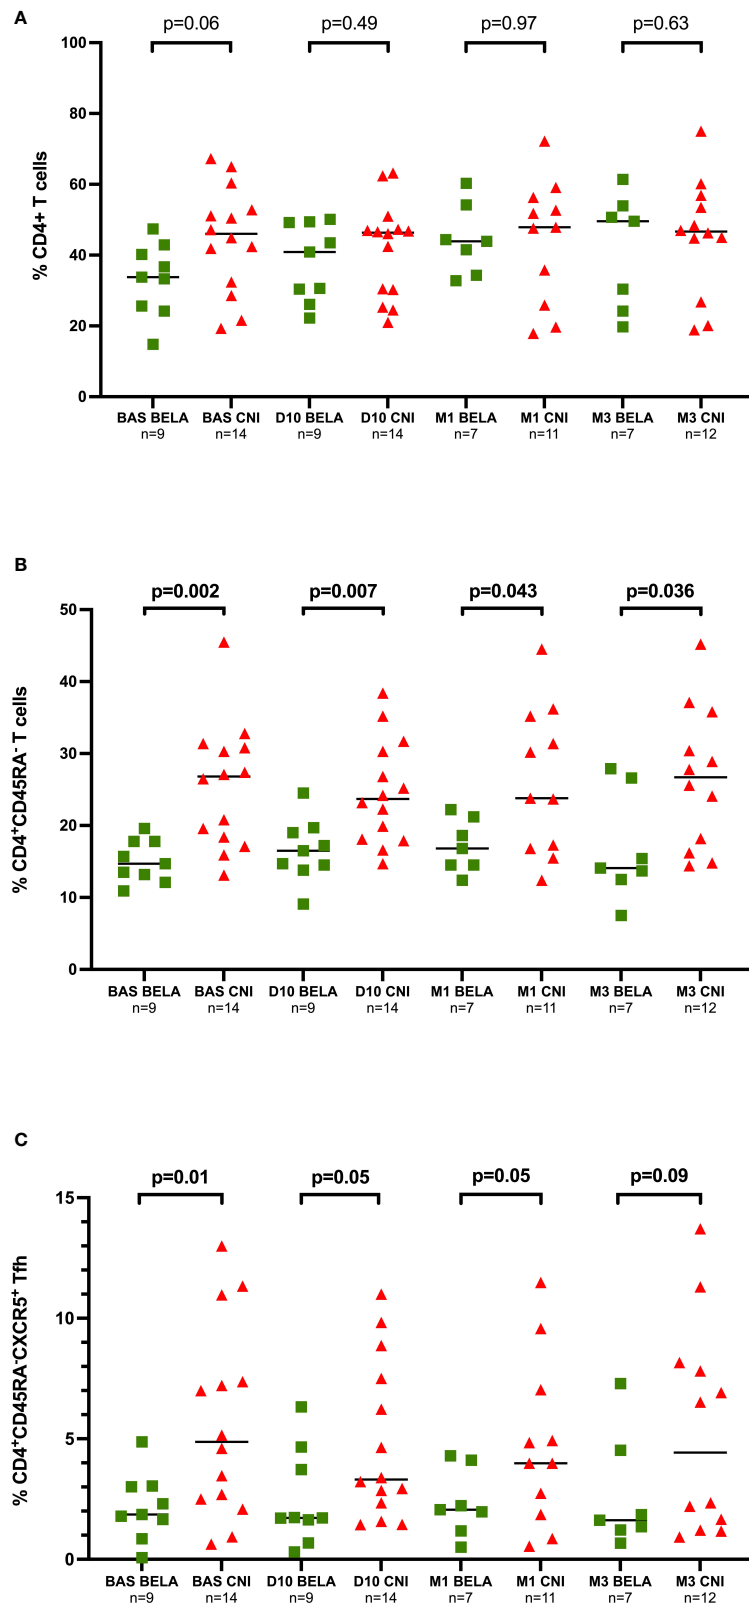 A
p=0.06 p=0.49 p=0.97 p=0.63
100
80
60
40
20
0
% CD4+ T cells
BAS BELA BAS CNI D10 BELA D10 CNI M1 BELA M1 CNI M3 BELA M3 CNI
n=9 n=14 n=9 n=14 n=7 n=11 n=7 n=12
B
p=0.002 p=0.007 p=0.043 p=0.036
50
40
30
20
10
0
% CD4⁺CD45RA⁻ T cells
BAS BELA BAS CNI D10 BELA D10 CNI M1 BELA M1 CNI M3 BELA M3 CNI
n=9 n=14 n=9 n=14 n=7 n=11 n=7 n=12
C
p=0.01 p=0.05 p=0.05 p=0.09
15
10
5
0
% CD4⁺CD45RA⁻CXCR5⁺ Tfh
BAS BELA BAS CNI D10 BELA D10 CNI M1 BELA M1 CNI M3 BELA M3 CNI
n=9 n=14 n=9 n=14 n=7 n=11 n=7 n=12